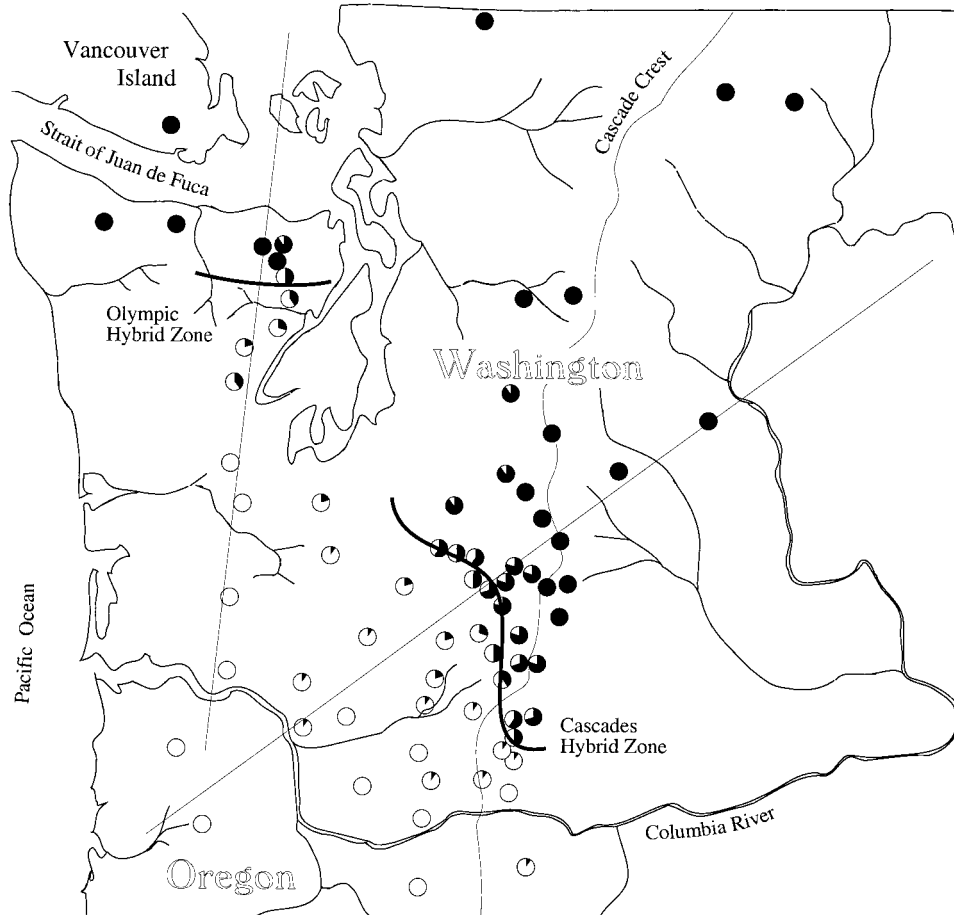 Vancouver
Island
Cascade Crest
Strait of Juan de Fuca
Olympic
Hybrid Zone
Washington
Pacific Ocean
Cascades
Hybrid Zone
Columbia River
Oregon